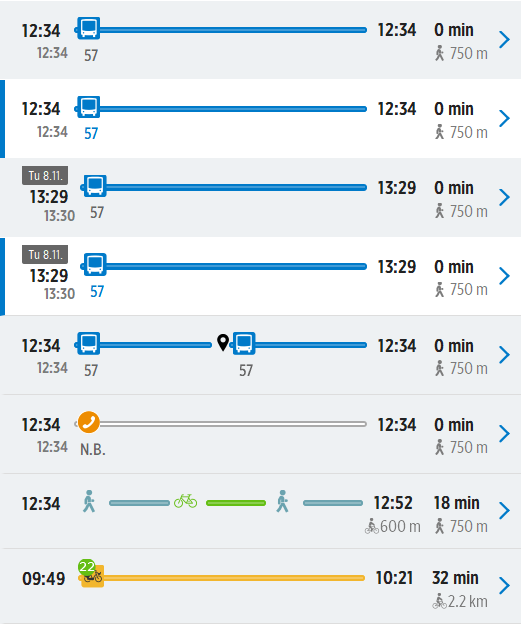 12:34 12:34 0 min
12:34 57 750 m
12:34 12:34 0 min
12:34 57 750 m
Tu 8.11.
13:29 13:29 0 min
13:30 57 750 m
Tu 8.11.
13:29 13:29 0 min
13:30 57 750 m
12:34 12:34 0 min
12:34 57 57 750 m
12:34 12:34 0 min
12:34 N.B. 750 m
12:34 12:52 18 min
600 m 750 m
22
09:49 10:21 32 min
2.2 km